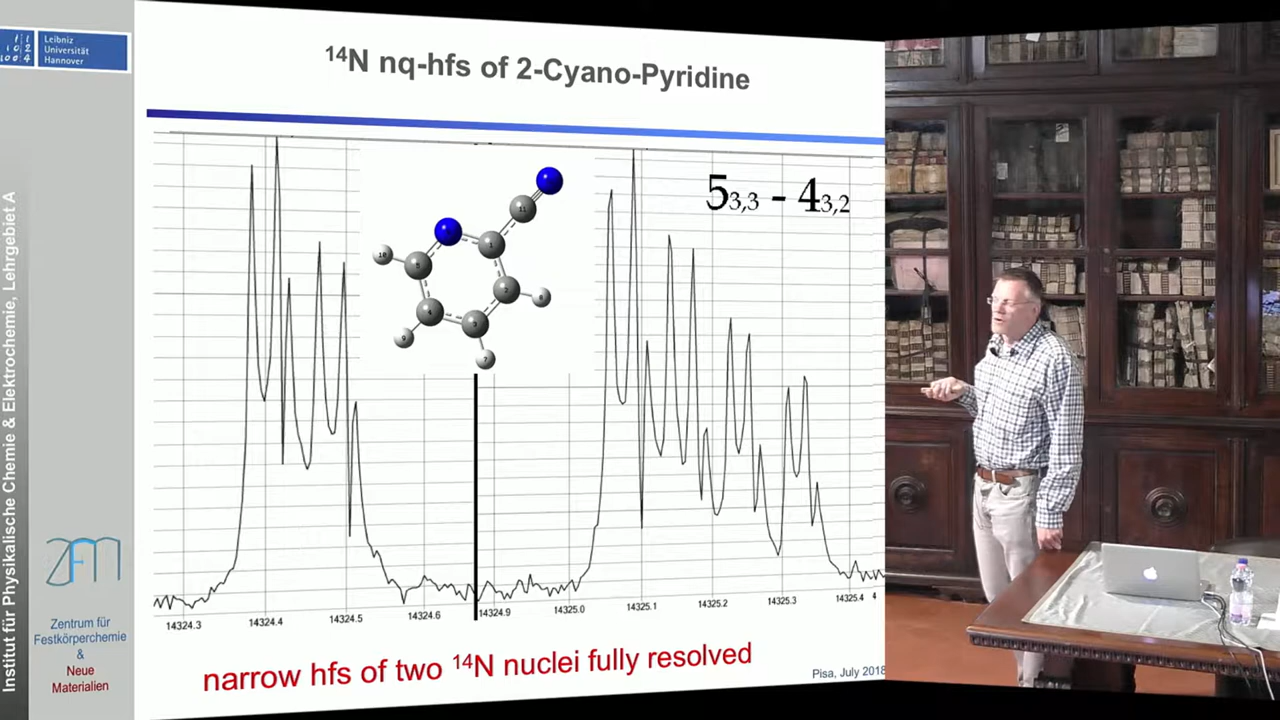 Leibniz
Universität
Hannover
Institut für Physikalische Chemie & Elektrochemie, Lehrgebiet A
Zentrum für
Festkörperchemie
&
Neue
Materialien
¹⁴N nq-hfs of 2-Cyano-Pyridine
5₃,₃ - 4₃,₂
14324.3 14324.4 14324.5 14324.6 14324.9 14325.0 14325.1 14325.2 14325.3 14325.4 4
narrow hfs of two ¹⁴N nuclei fully resolved
Pisa, July 2018